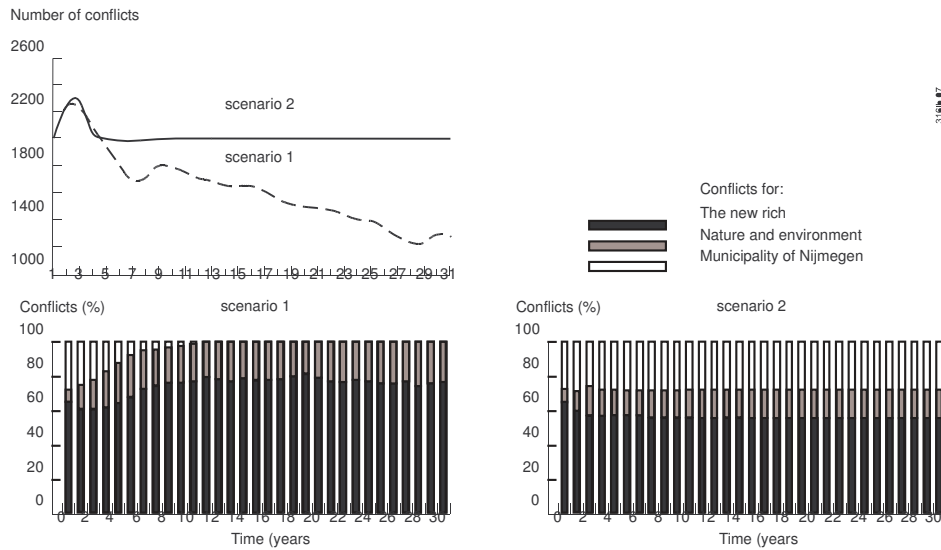 Number of conflicts
2600
2200
1800
1400
1000
scenario 2
scenario 1
1 3 5 7 9 11 13 15 17 19 21 23 25 27 29 31
Conflicts for:
The new rich
Nature and environment
Municipality of Nijmegen
Conflicts (%)
scenario 1
100
80
60
40
20
0
0 2 4 6 8 10 12 14 16 18 20 22 24 26 28 30
Time (years
Conflicts (%)
scenario 2
100
80
60
40
20
0
0 2 4 6 8 10 12 14 16 18 20 22 24 26 28 30
Time (years